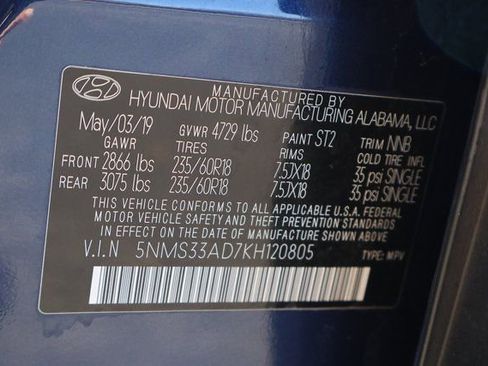 MANUFACTURED BY
HYUNDAI MOTOR MANUFACTURING ALABAMA, LLC
May/03/19 GVWR 4729 lbs PAINT ST2 TRIM NNB
GAWR TIRES RIMS COLD TIRE INFL
FRONT 2866 lbs 235/60R18 7.5JX18 35 psi SINGLE
REAR 3075 lbs 235/60R18 7.5JX18 35 psi SINGLE
THIS VEHICLE CONFORMS TO ALL APPLICABLE U.S.A. FEDERAL
MOTOR VEHICLE SAFETY AND THEFT PREVENTION STANDARDS
IN EFFECT ON THE DATE OF MANUFACTURE SHOWN ABOVE
V.I.N 5NMS33AD7KH120805
TYPE: MPV